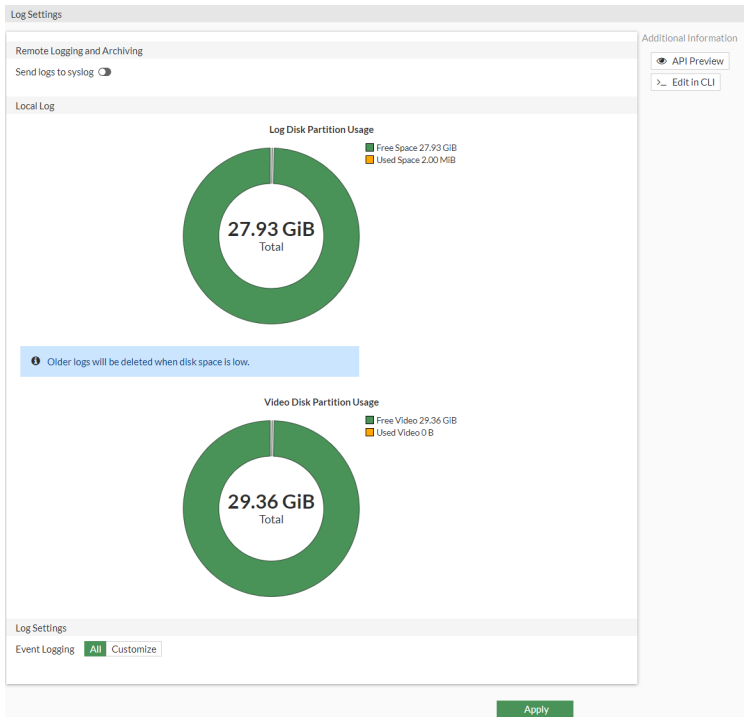 Log Settings
Additional Information
API Preview
>_ Edit in CLI
Remote Logging and Archiving
Send logs to syslog
Local Log
Log Disk Partition Usage
Free Space 27.93 GiB
Used Space 2.00 MiB
27.93 GiB
Total
Older logs will be deleted when disk space is low.
Video Disk Partition Usage
Free Video 29.36 GiB
Used Video 0 B
29.36 GiB
Total
Log Settings
Event Logging All Customize
Apply